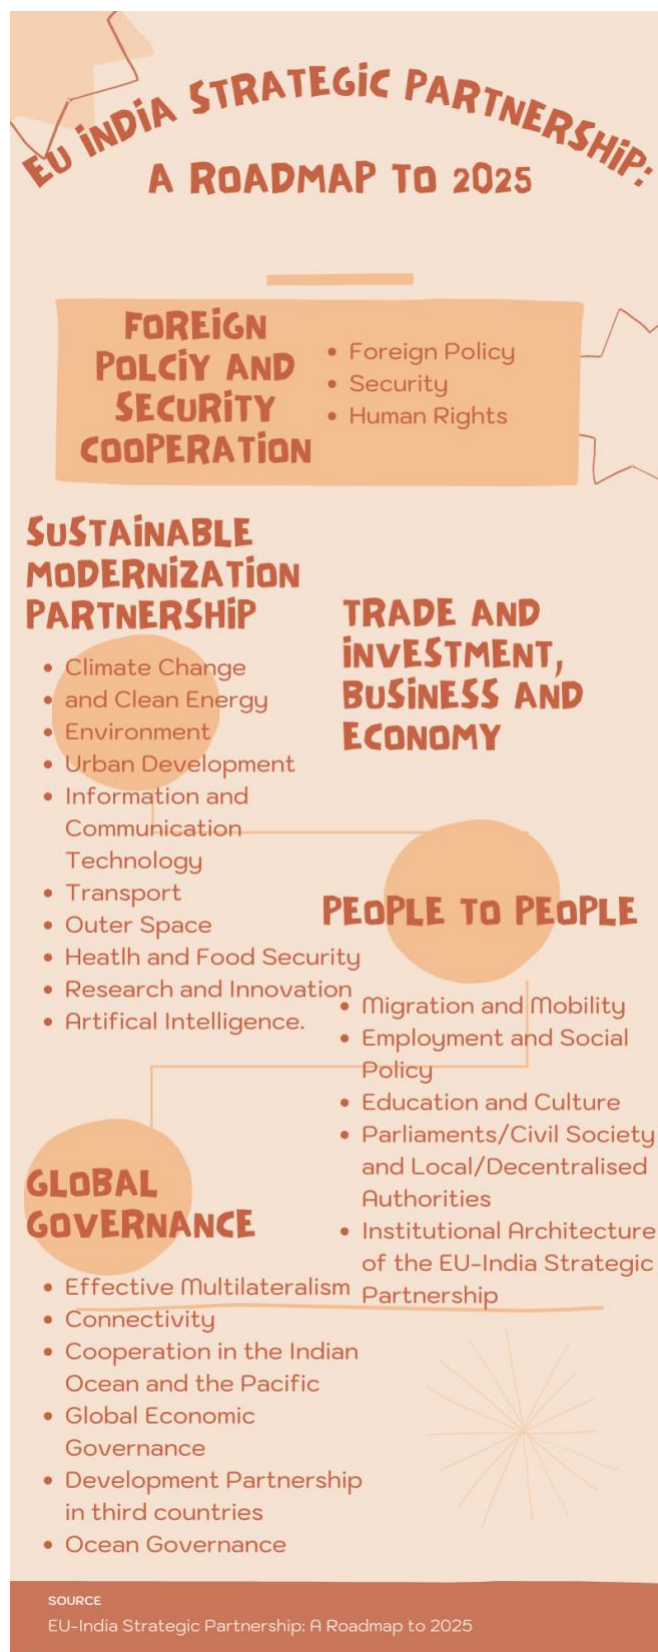 EU INDIA STRATEGIC PARTNERSHIP:
A ROADMAP TO 2025
FOREIGN
POLCIY AND
SECURITY
COOPERATION
• Foreign Policy
• Security
• Human Rights
SUSTAINABLE
MODERNIZATION
PARTNERSHIP
• Climate Change
• and Clean Energy
• Environment
• Urban Development
• Information and
Communication
Technology
• Transport
• Outer Space
• Heatlh and Food Security
• Research and Innovation
• Artifical Intelligence.
TRADE AND
INVESTMENT,
BUSINESS AND
ECONOMY
PEOPLE TO PEOPLE
• Migration and Mobility
• Employment and Social
Policy
• Education and Culture
• Parliaments/Civil Society
and Local/Decentralised
Authorities
• Institutional Architecture
of the EU-India Strategic
Partnership
GLOBAL
GOVERNANCE
• Effective Multilateralism
• Connectivity
• Cooperation in the Indian
Ocean and the Pacific
• Global Economic
Governance
• Development Partnership
in third countries
• Ocean Governance
SOURCE
EU-India Strategic Partnership: A Roadmap to 2025